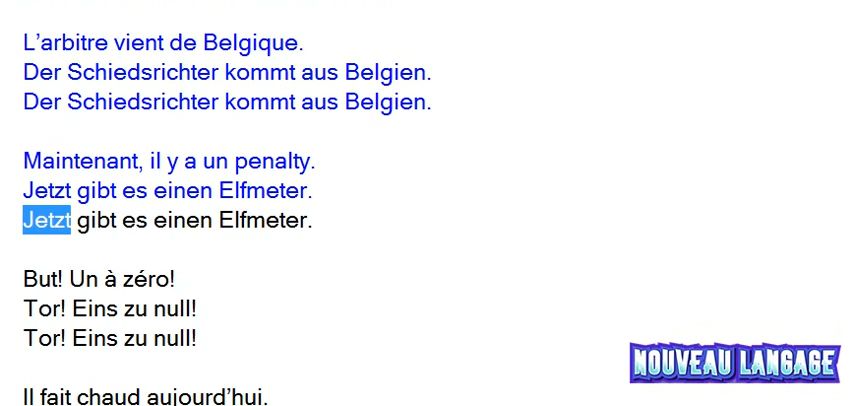 L’arbitre vient de Belgique.
Der Schiedsrichter kommt aus Belgien.
Der Schiedsrichter kommt aus Belgien.
Maintenant, il y a un penalty.
Jetzt gibt es einen Elfmeter.
Jetzt gibt es einen Elfmeter.
But! Un à zéro!
Tor! Eins zu null!
Tor! Eins zu null!
NOUVEAU LANGAGE
Il fait chaud aujourd’hui.